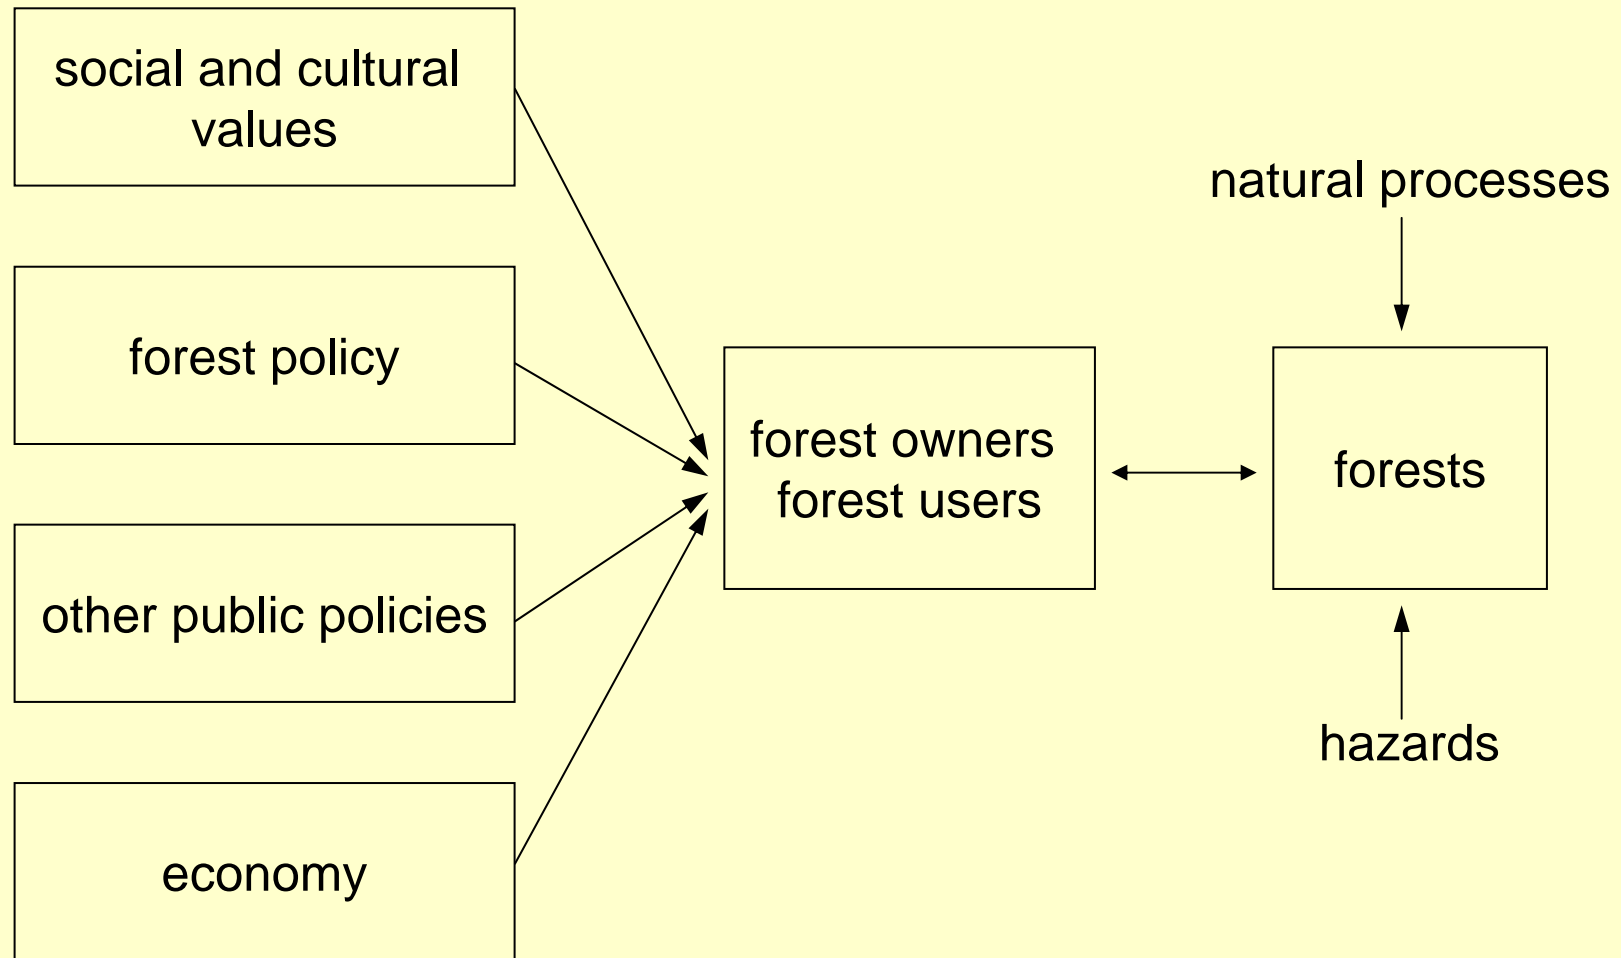 social and cultural
values
forest policy
other public policies
economy
forest owners
forest users
natural processes
forests
hazards